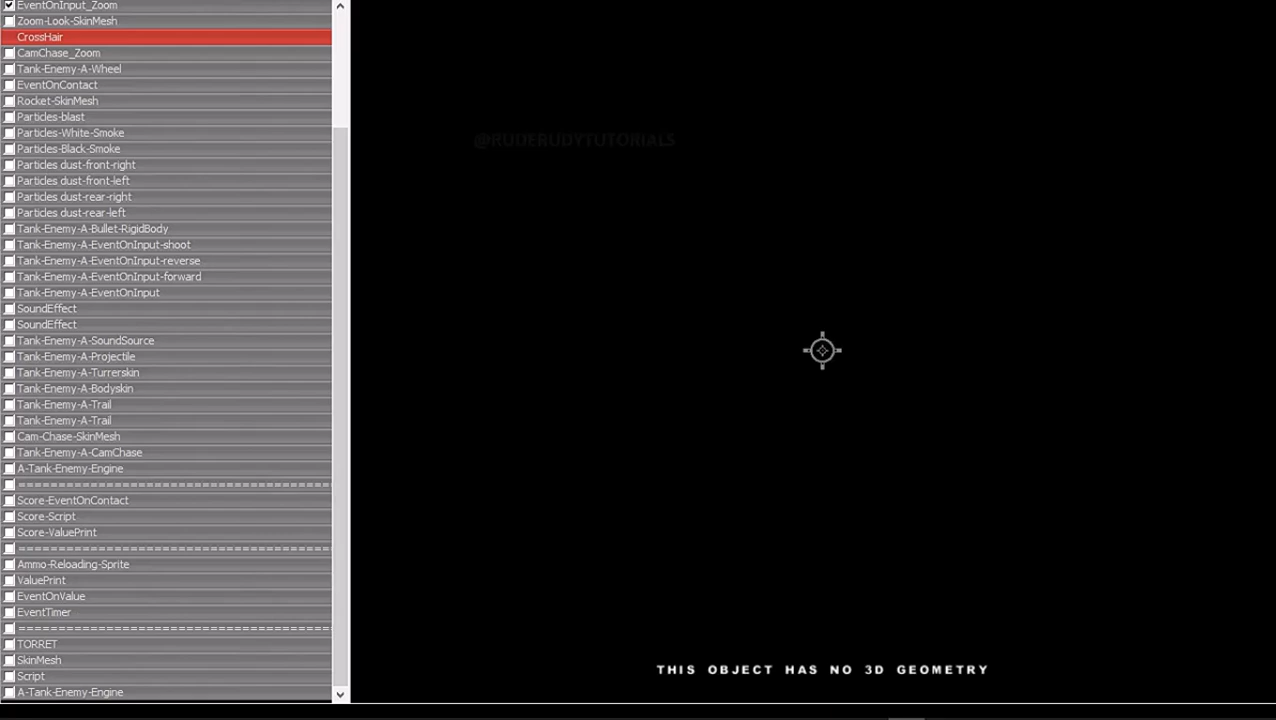 EventOnInput_Zoom
Zoom-Look-SkinMesh
CrossHair
CamChase_Zoom
Tank-Enemy-A-Wheel
EventOnContact
Rocket-SkinMesh
Particles-blast
Particles-White-Smoke
Particles-Black-Smoke
Particles dust-front-right
Particles dust-front-left
Particles dust-rear-right
Particles dust-rear-left
Tank-Enemy-A-Bullet-RigidBody
Tank-Enemy-A-EventOnInput-shoot
Tank-Enemy-A-EventOnInput-reverse
Tank-Enemy-A-EventOnInput-forward
Tank-Enemy-A-EventOnInput
SoundEffect
SoundEffect
Tank-Enemy-A-SoundSource
Tank-Enemy-A-Projectile
Tank-Enemy-A-Turrerskin
Tank-Enemy-A-Bodyskin
Tank-Enemy-A-Trail
Tank-Enemy-A-Trail
Cam-Chase-SkinMesh
Tank-Enemy-A-CamChase
A-Tank-Enemy-Engine
========================================
Score-EventOnContact
Score-Script
Score-ValuePrint
========================================
Ammo-Reloading-Sprite
ValuePrint
EventOnValue
EventTimer
========================================
TORRET
SkinMesh
Script
A-Tank-Enemy-Engine
@RUDERUDYTUTORIALS
THIS OBJECT HAS NO 3D GEOMETRY